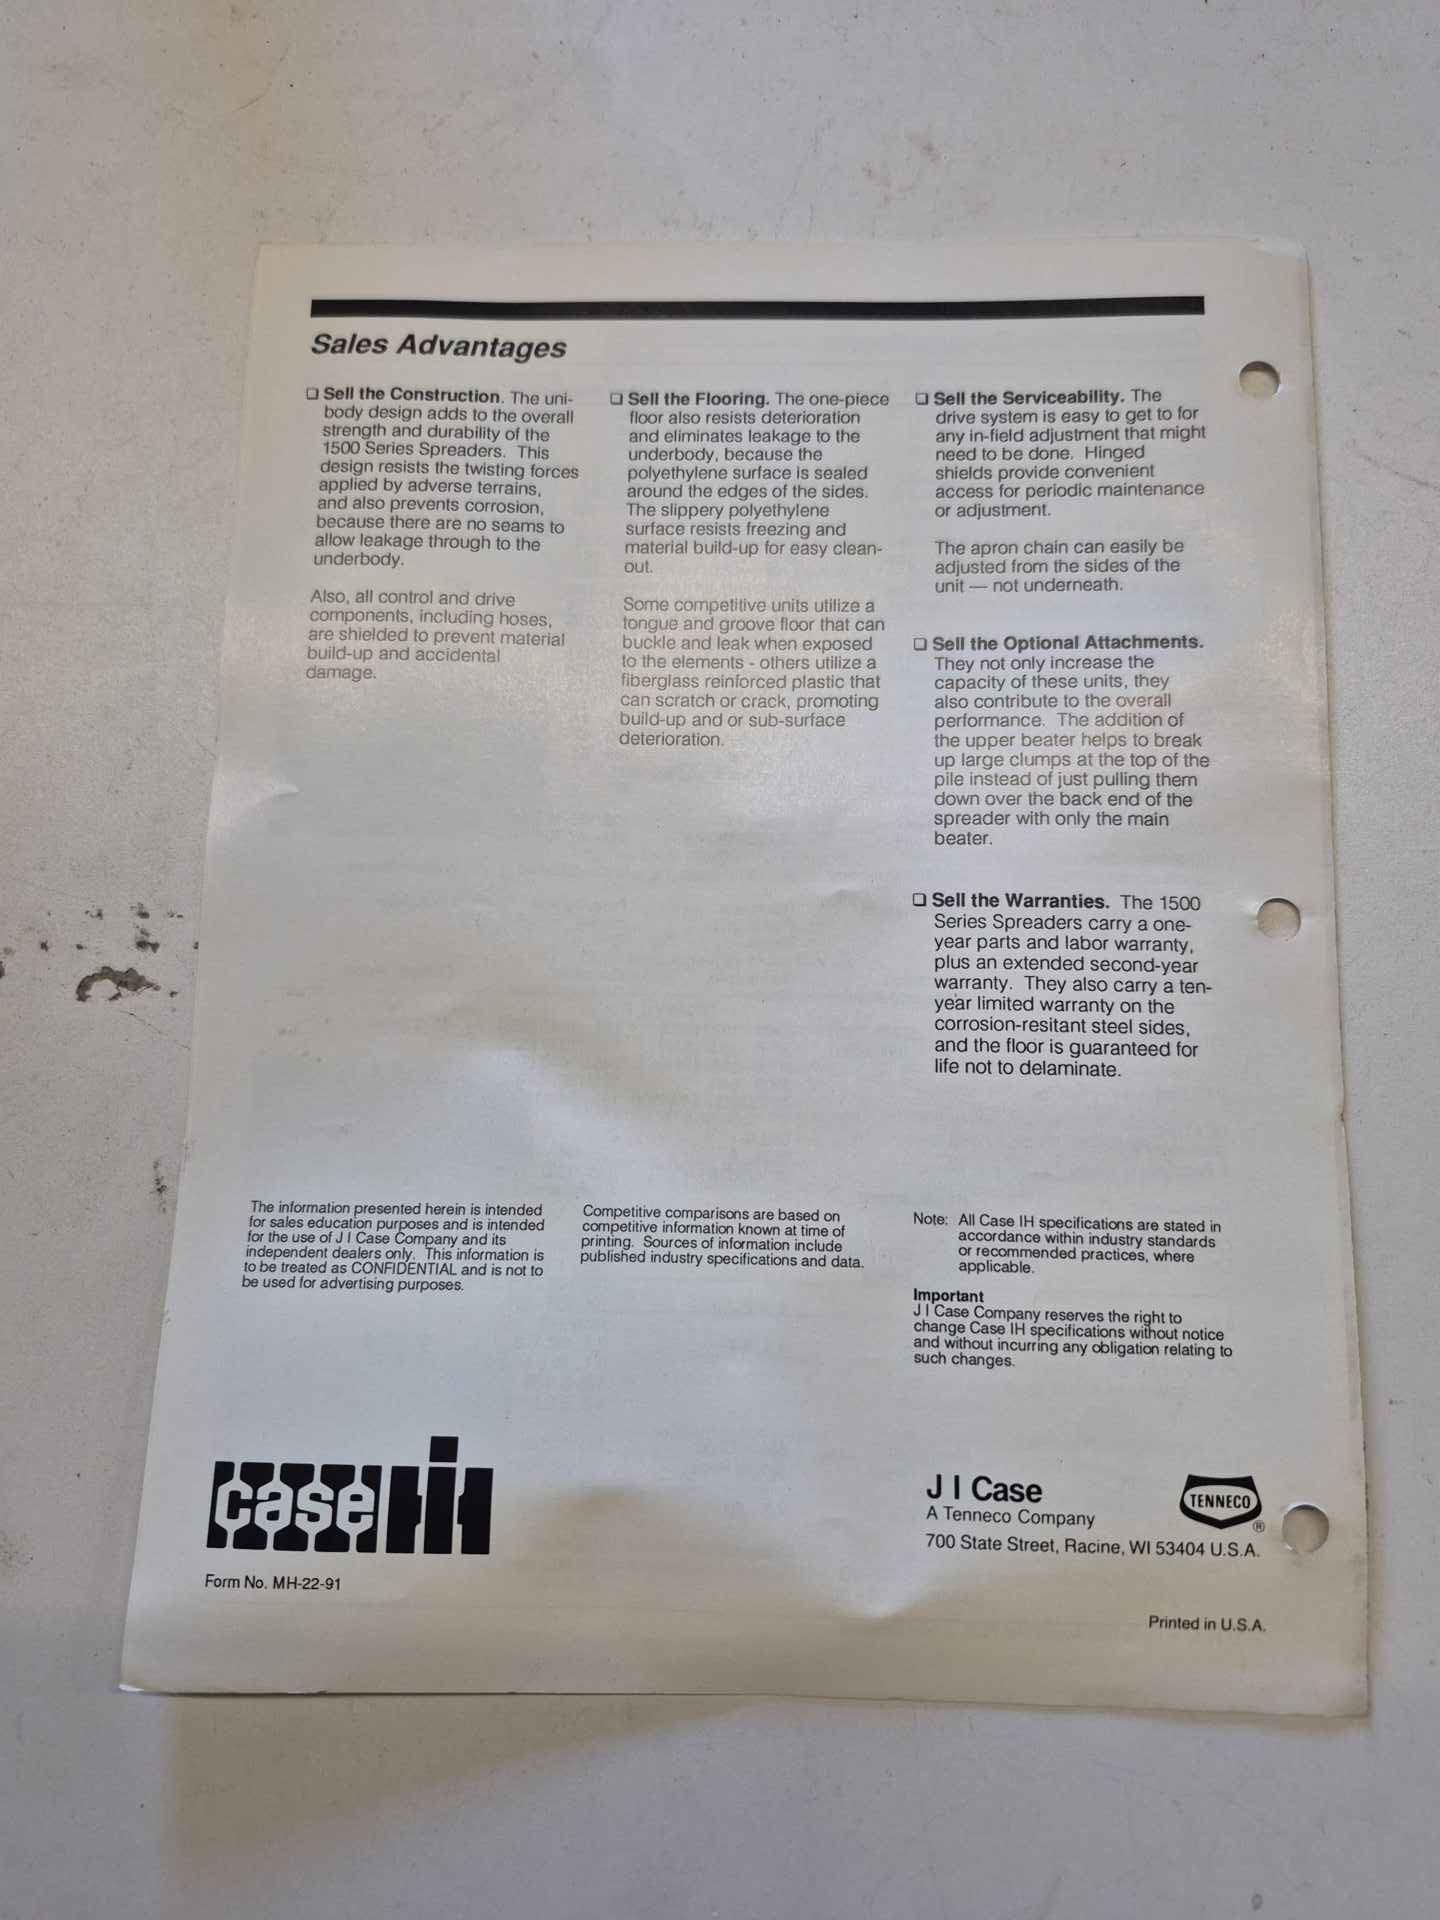 Sales Advantages
❑ Sell the Construction. The uni-
body design adds to the overall
strength and durability of the
1500 Series Spreaders. This
design resists the twisting forces
applied by adverse terrains,
and also prevents corrosion,
because there are no seams to
allow leakage through to the
underbody.
Also, all control and drive
components, including hoses,
are shielded to prevent material
build-up and accidental
damage.
❑ Sell the Flooring. The one-piece
floor also resists deterioration
and eliminates leakage to the
underbody, because the
polyethylene surface is sealed
around the edges of the sides.
The slippery polyethylene
surface resists freezing and
material build-up for easy clean-
out.
Some competitive units utilize a
tongue and groove floor that can
buckle and leak when exposed
to the elements - others utilize a
fiberglass reinforced plastic that
can scratch or crack, promoting
build-up and or sub-surface
deterioration.
❑ Sell the Serviceability. The
drive system is easy to get to for
any in-field adjustment that might
need to be done. Hinged
shields provide convenient
access for periodic maintenance
or adjustment.
The apron chain can easily be
adjusted from the sides of the
unit — not underneath.
❑ Sell the Optional Attachments.
They not only increase the
capacity of these units, they
also contribute to the overall
performance. The addition of
the upper beater helps to break
up large clumps at the top of the
pile instead of just pulling them
down over the back end of the
spreader with only the main
beater.
❑ Sell the Warranties. The 1500
Series Spreaders carry a one-
year parts and labor warranty,
plus an extended second-year
warranty. They also carry a ten-
year limited warranty on the
corrosion-resitant steel sides,
and the floor is guaranteed for
life not to delaminate.
The information presented herein is intended
for sales education purposes and is intended
for the use of J I Case Company and its
independent dealers only. This information is
to be treated as CONFIDENTIAL and is not to
be used for advertising purposes.
Competitive comparisons are based on
competitive information known at time of
printing. Sources of information include
published industry specifications and data.
Note: All Case IH specifications are stated in
accordance within industry standards
or recommended practices, where
applicable.
Important
J I Case Company reserves the right to
change Case IH specifications without notice
and without incurring any obligation relating to
such changes.
case IH
Form No. MH-22-91
J I Case
A Tenneco Company
700 State Street, Racine, WI 53404 U.S.A.
TENNECO
®
Printed in U.S.A.